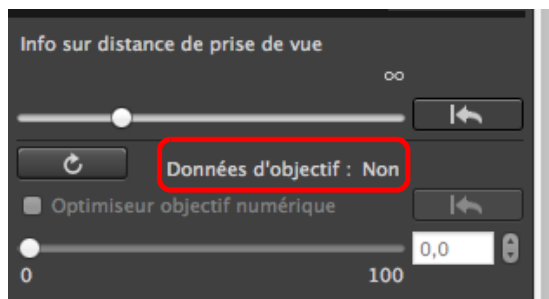 Info sur distance de prise de vue
∞
Données d'objectif : Non
Optimiseur objectif numérique
0,0
0 100